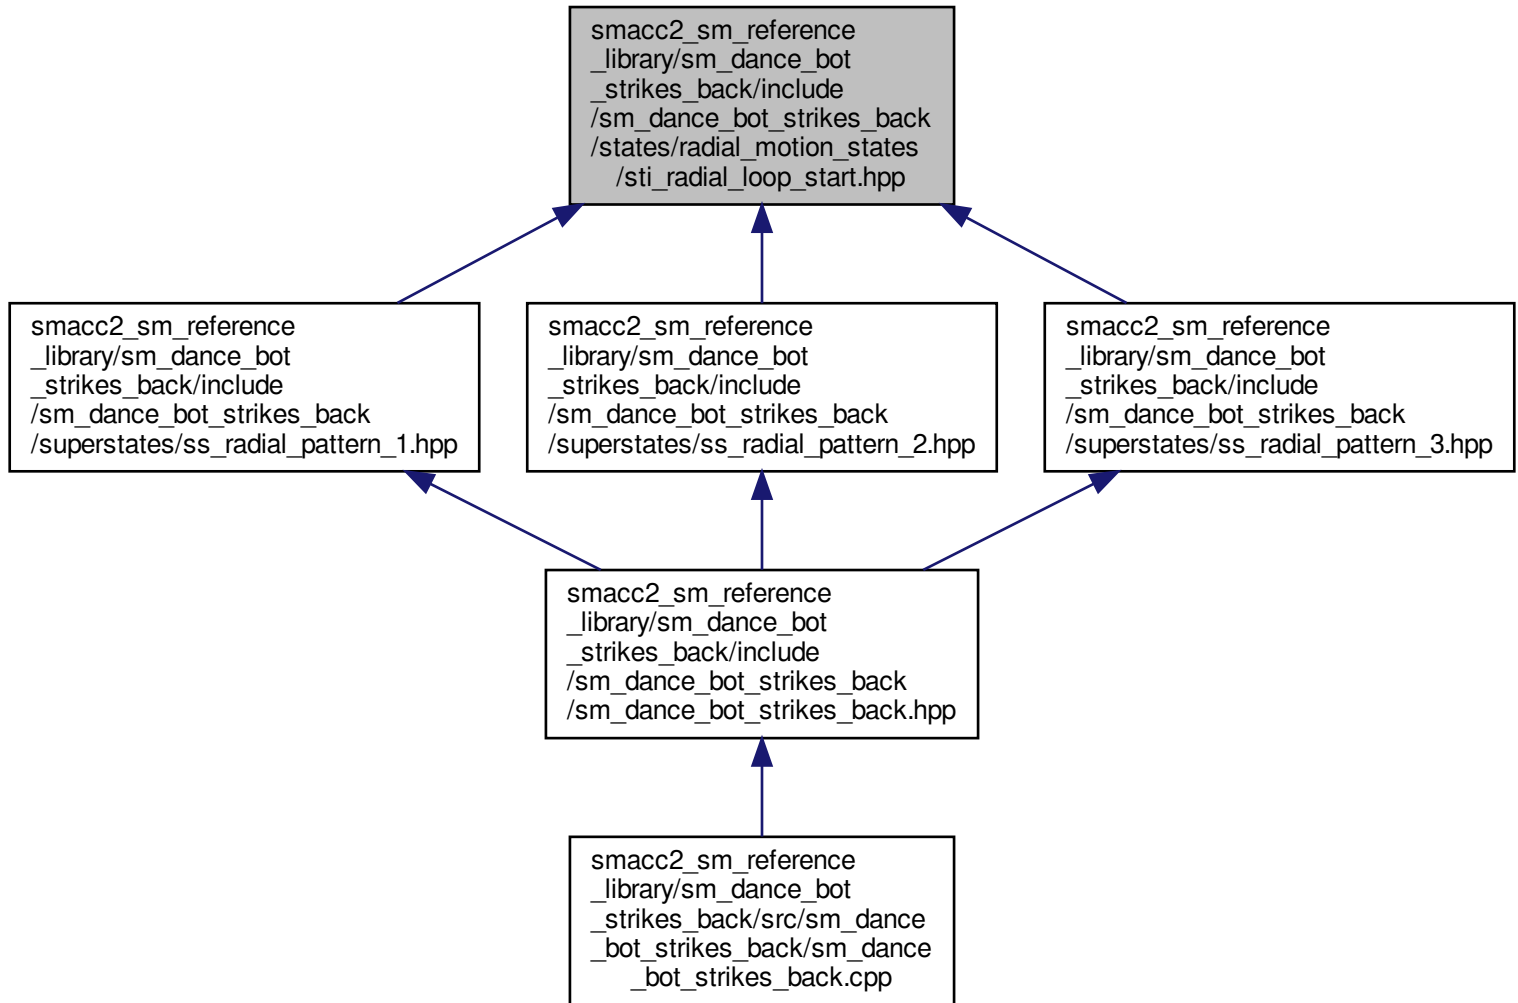 smacc2_sm_reference
_library/sm_dance_bot
_strikes_back/include
/sm_dance_bot_strikes_back
/states/radial_motion_states
/sti_radial_loop_start.hpp
smacc2_sm_reference
_library/sm_dance_bot
_strikes_back/include
/sm_dance_bot_strikes_back
/superstates/ss_radial_pattern_1.hpp
smacc2_sm_reference
_library/sm_dance_bot
_strikes_back/include
/sm_dance_bot_strikes_back
/superstates/ss_radial_pattern_2.hpp
smacc2_sm_reference
_library/sm_dance_bot
_strikes_back/include
/sm_dance_bot_strikes_back
/superstates/ss_radial_pattern_3.hpp
smacc2_sm_reference
_library/sm_dance_bot
_strikes_back/include
/sm_dance_bot_strikes_back
/sm_dance_bot_strikes_back.hpp
smacc2_sm_reference
_library/sm_dance_bot
_strikes_back/src/sm_dance
_bot_strikes_back/sm_dance
_bot_strikes_back.cpp